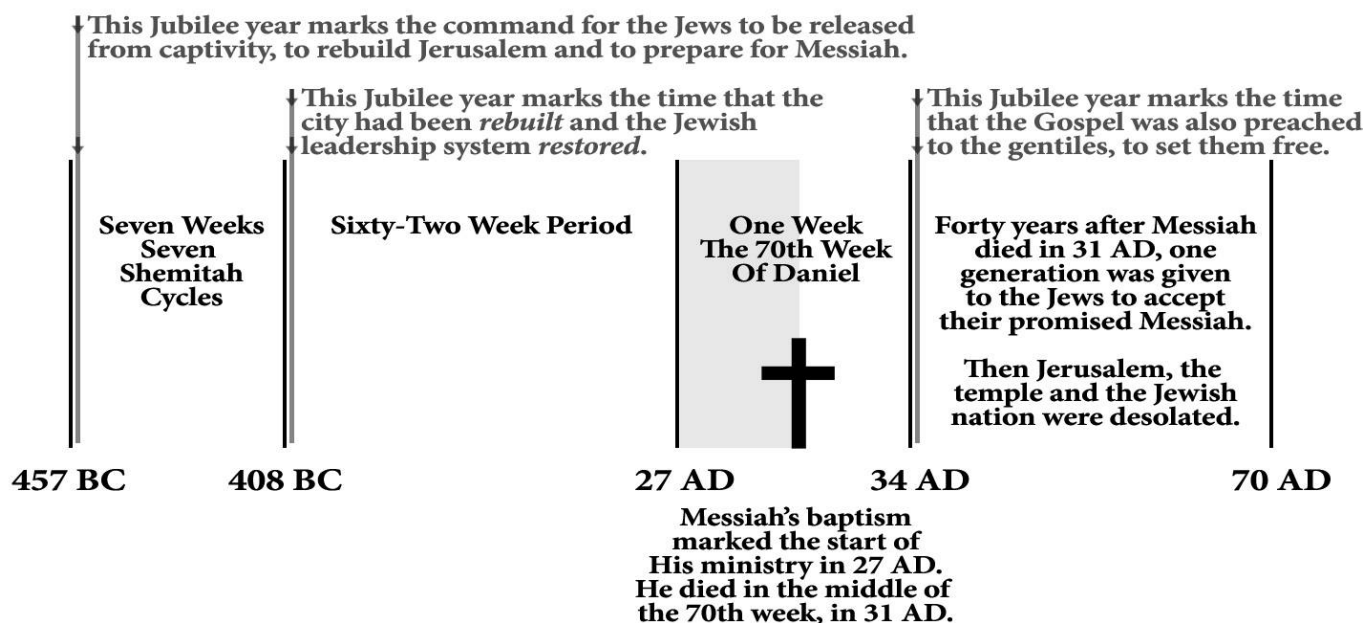 This Jubilee year marks the command for the Jews to be released
from captivity, to rebuild Jerusalem and to prepare for Messiah.
This Jubilee year marks the time that the
city had been rebuilt and the Jewish
leadership system restored.
This Jubilee year marks the time
that the Gospel was also preached
to the gentiles, to set them free.
Seven Weeks
Seven
Shemitah
Cycles
Sixty-Two Week Period
One Week
The 70th Week
Of Daniel
Forty years after Messiah
died in 31 AD, one
generation was given
to the Jews to accept
their promised Messiah.
Then Jerusalem, the
temple and the Jewish
nation were desolated.
457 BC
408 BC
27 AD
34 AD
70 AD
Messiah's baptism
marked the start of
His ministry in 27 AD.
He died in the middle of
the 70th week, in 31 AD.